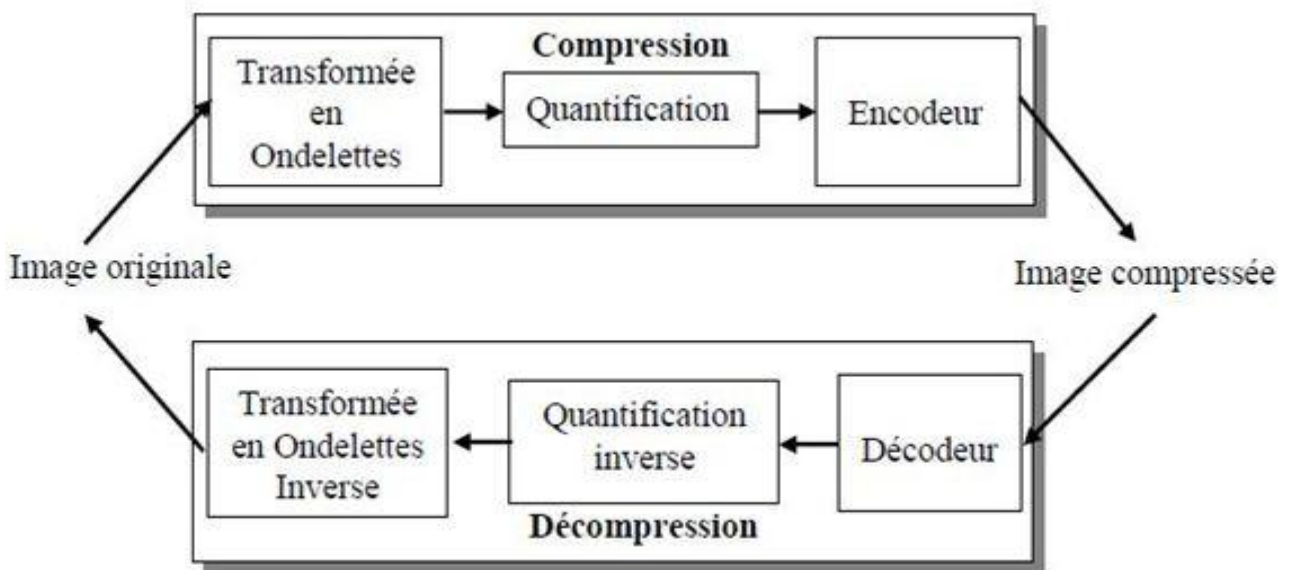 Compression
Transformée
en
Ondelettes
Quantification
Encodeur
Image originale
Image compressée
Transformée
en Ondelettes
Inverse
Quantification
inverse
Décodeur
Décompression